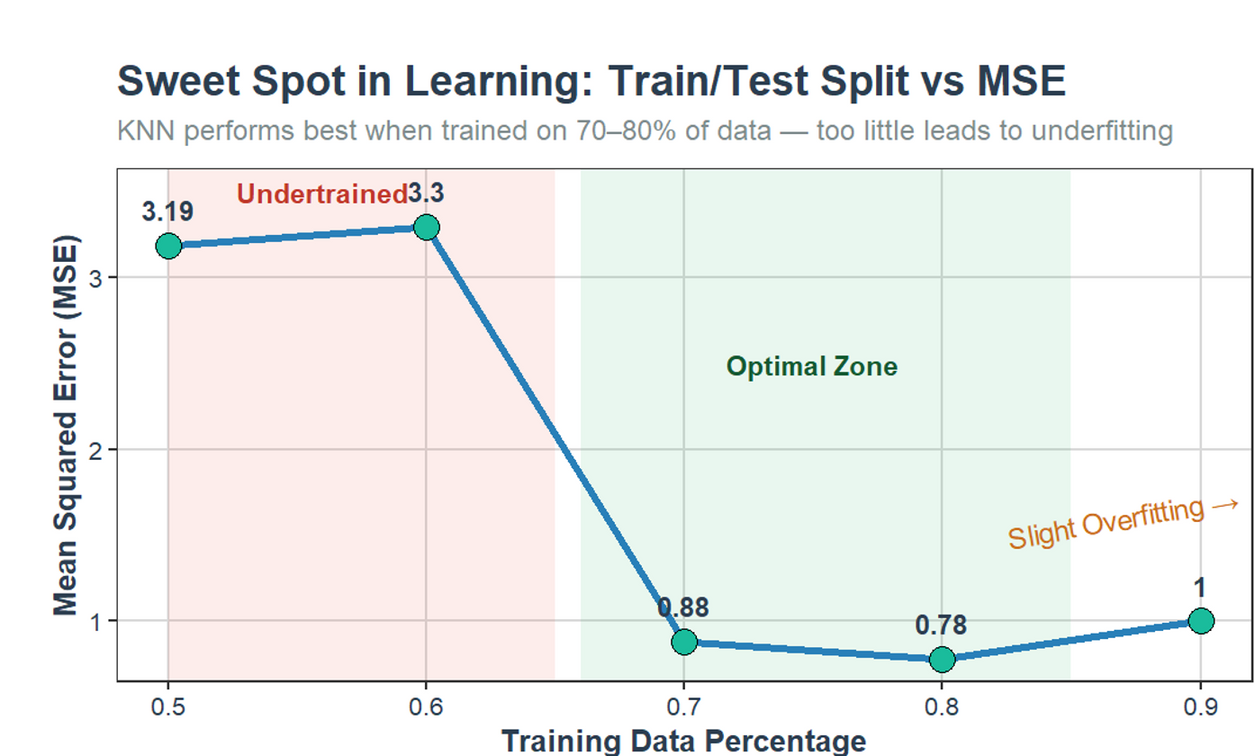 Sweet Spot in Learning: Train/Test Split vs MSE
KNN performs best when trained on 70–80% of data — too little leads to underfitting
Undertrained
3.3
3.19
3
Optimal Zone
2
Slight Overfitting →
1
0.88
0.78
1
Mean Squared Error (MSE)
0.5 0.6 0.7 0.8 0.9
Training Data Percentage